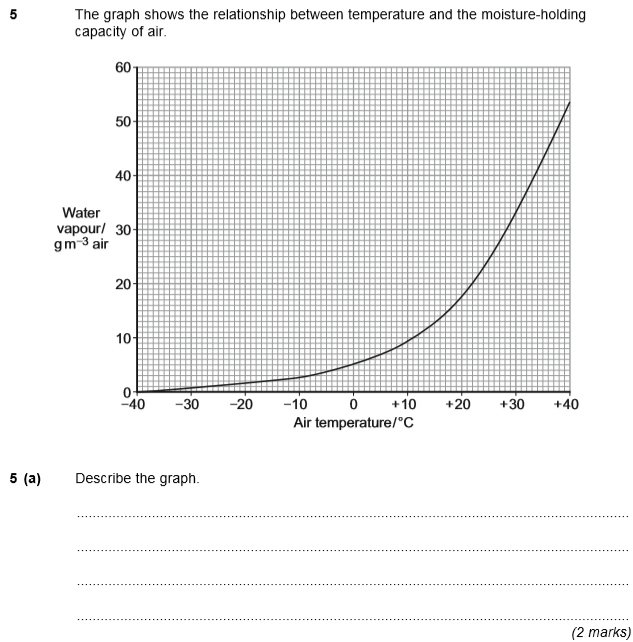 5 The graph shows the relationship between temperature and the moisture-holding
capacity of air.
60
50
40
Water
vapour/
g m⁻³ air
30
20
10
0
−40 −30 −20 −10 0 +10 +20 +30 +40
Air temperature/°C
5 (a) Describe the graph.
(2 marks)